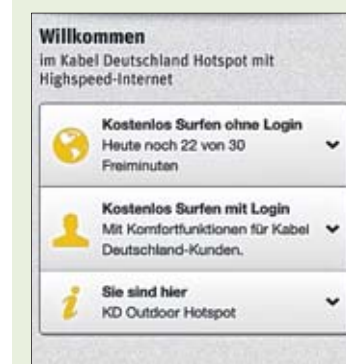 Willkommen
im Kabel Deutschland Hotspot mit
Highspeed-Internet
Kostenlos Surfen ohne Login
Heute noch 22 von 30
Freiminuten
Kostenlos Surfen mit Login
Mit Komfortfunktionen für Kabel
Deutschland-Kunden.
Sie sind hier
KD Outdoor Hotspot